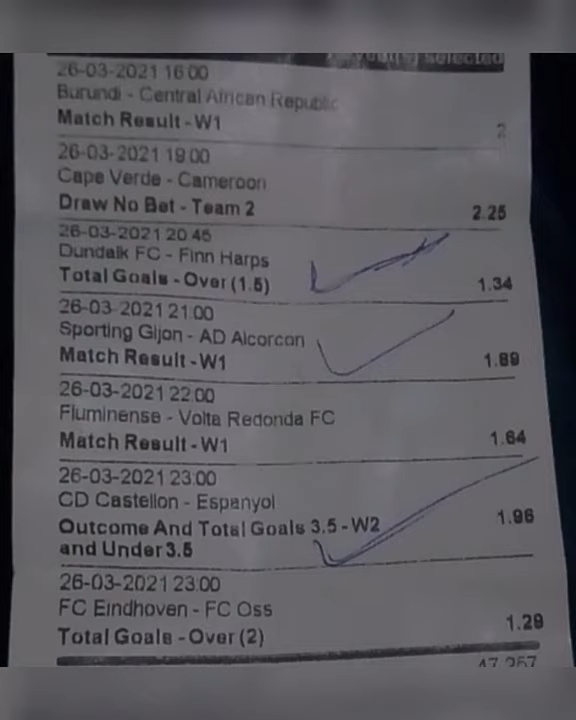 selected
26-03-2021 16:00
Burundi - Central African Republic
Match Result - W1
2
26-03-2021 19:00
Cape Verde - Cameroon
Draw No Bet - Team 2
2.25
26-03-2021 20:45
Dundalk FC - Finn Harps
Total Goals - Over (1.5)
1.34
26-03-2021 21:00
Sporting Gijon - AD Alcorcon
Match Result - W1
1.89
26-03-2021 22:00
Fluminense - Volta Redonda FC
Match Result - W1
1.64
26-03-2021 23:00
CD Castellon - Espanyol
Outcome And Total Goals 3.5 - W2
and Under 3.5
1.96
26-03-2021 23:00
FC Eindhoven - FC Oss
Total Goals - Over (2)
1.29
47.257